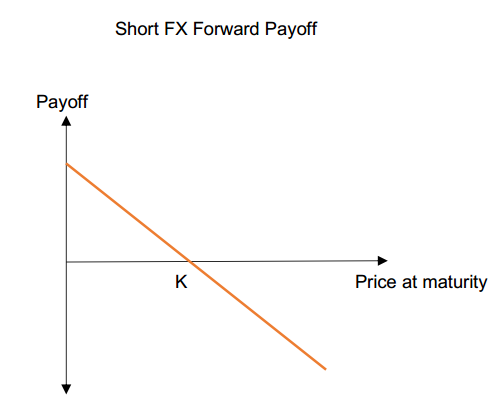 Short FX Forward Payoff
Payoff
K
Price at maturity